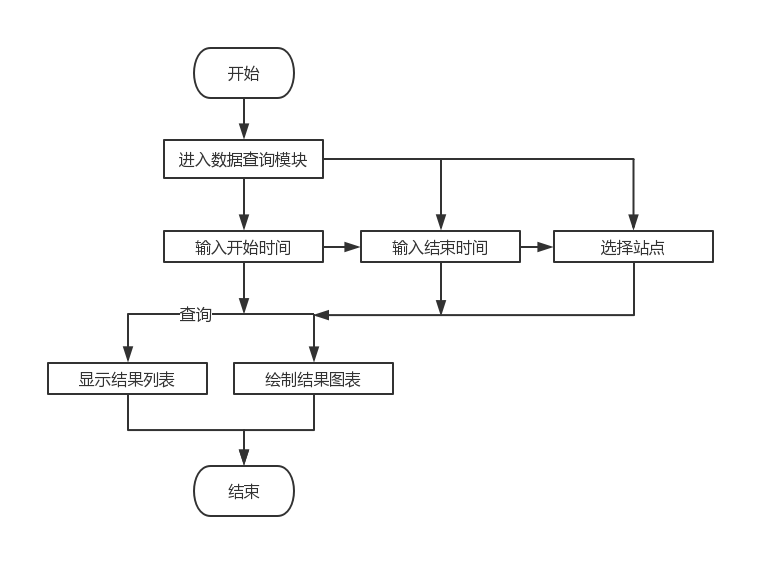 开始
进入数据查询模块
输入开始时间
输入结束时间
选择站点
查询
显示结果列表
绘制结果图表
结束